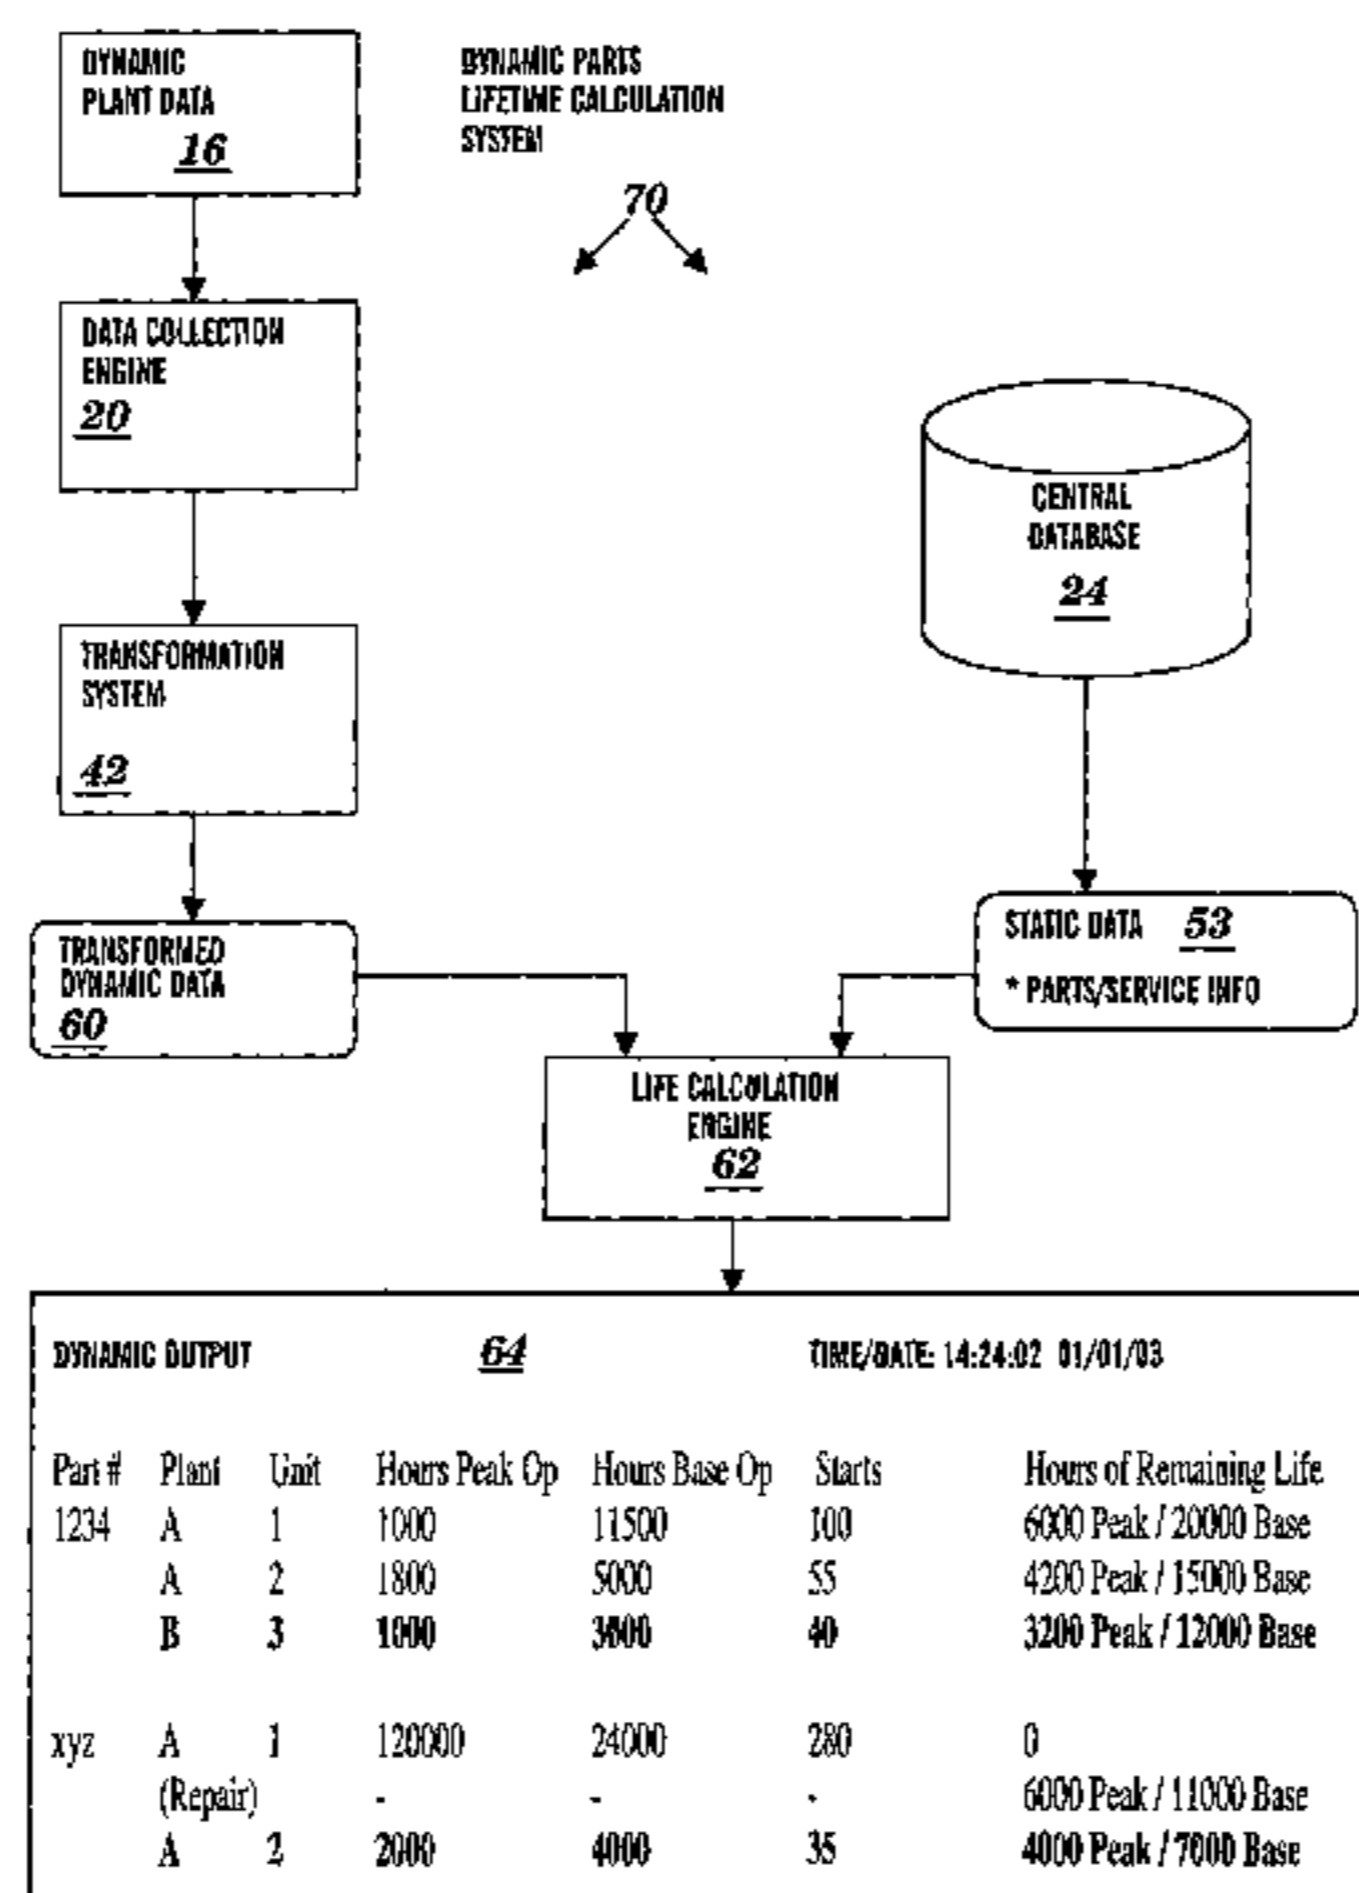 DYNAMIC
PLANT DATA
16
DYNAMIC PARTS
LIFETIME CALCULATION
SYSTEM
70
DATA COLLECTION
ENGINE
20
CENTRAL
DATABASE
24
TRANSFORMATION
SYSTEM
42
TRANSFORMED
DYNAMIC DATA
60
STATIC DATA 53
* PARTS/SERVICE INFO
LIFE CALCULATION
ENGINE
62
DYNAMIC OUTPUT 64 TIME/DATE: 14:24:02 01/01/03
Part # Plant Unit Hours Peak Op Hours Base Op Starts Hours of Remaining Life
1234 A 1 1000 11500 100 6000 Peak / 20000 Base
A 2 1800 5000 55 4200 Peak / 15000 Base
B 3 1000 3800 40 3200 Peak / 12000 Base
xyz A 1 120000 24000 280 0
(Repair) - - - 6000 Peak / 11000 Base
A 2 2000 4000 35 4000 Peak / 7000 Base